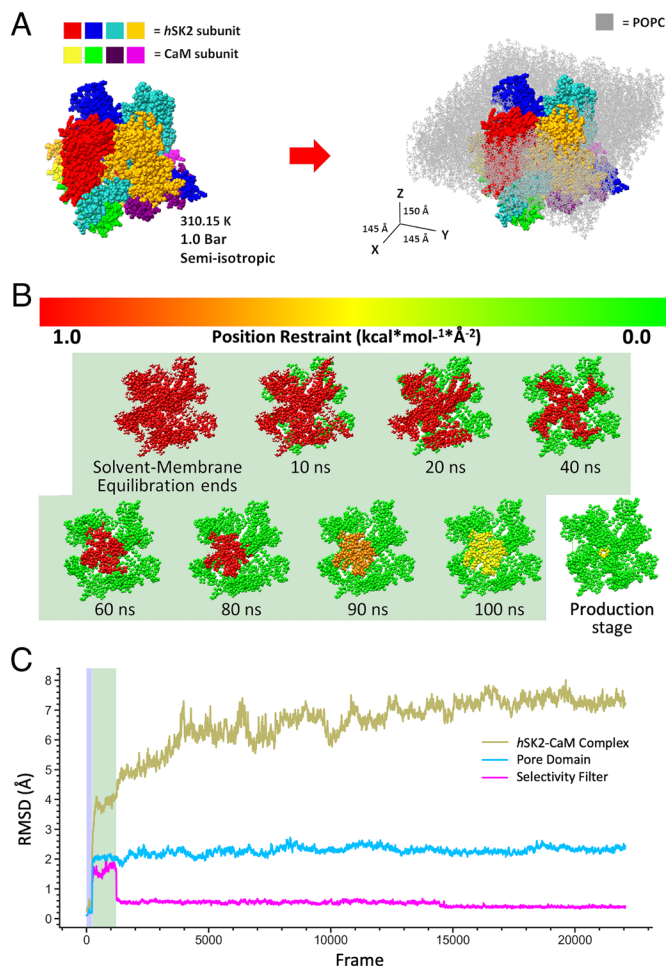 A
= hSK2 subunit
= CaM subunit
= POPC
310.15 K
1.0 Bar
Semi-isotropic
Z
150 Å
145 Å
Y
X
145 Å
B
1.0
Position Restraint (kcal*mol-¹*Å-²)
0.0
Solvent-Membrane
Equilibration ends
10 ns
20 ns
40 ns
60 ns
80 ns
90 ns
100 ns
Production
stage
C
RMSD (Å)
8
7
6
5
4
3
2
1
0
hSK2-CaM Complex
Pore Domain
Selectivity Filter
0
5000
10000
15000
20000
Frame